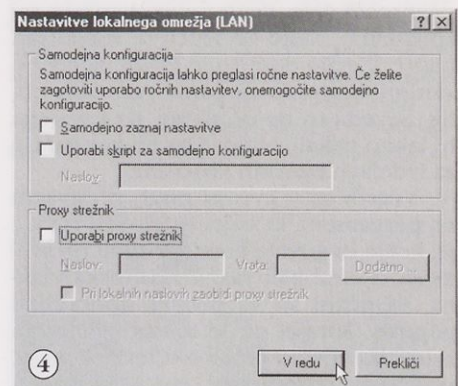 Nastavitve lokalnega omrežja (LAN)
Samodejna konfiguracija
Samodejna konfiguracija lahko preglasi ročne nastavitve. Če želite
zagotoviti uporabo ročnih nastavitev, onemogočite samodejno
konfiguracijo.
Samodejno zaznaj nastavitve
Uporabi skript za samodejno konfiguracijo
Naslov:
Proxy strežnik
Uporabi proxy strežnik
Naslov: Vrata: Dodatno...
Pri lokalnih naslovih zaobidi proxy strežnik
4 V redu Prekliči